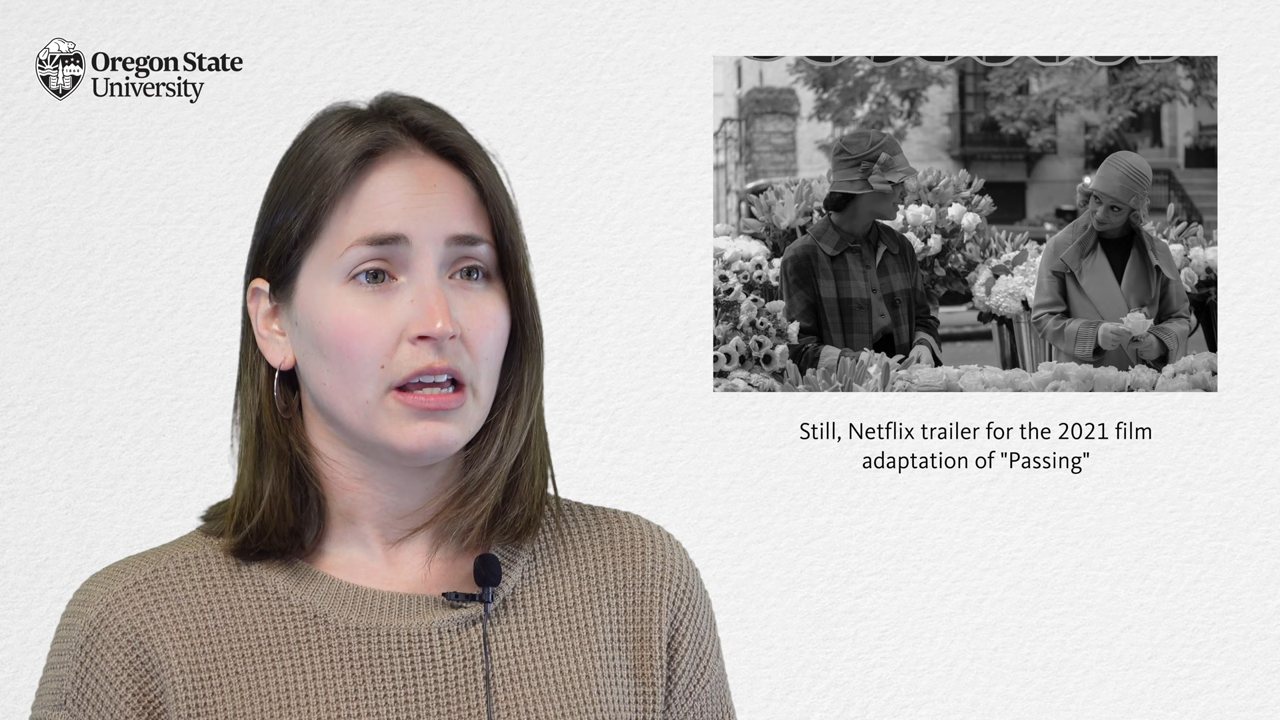 Oregon State
University
Still, Netflix trailer for the 2021 film
adaptation of "Passing"